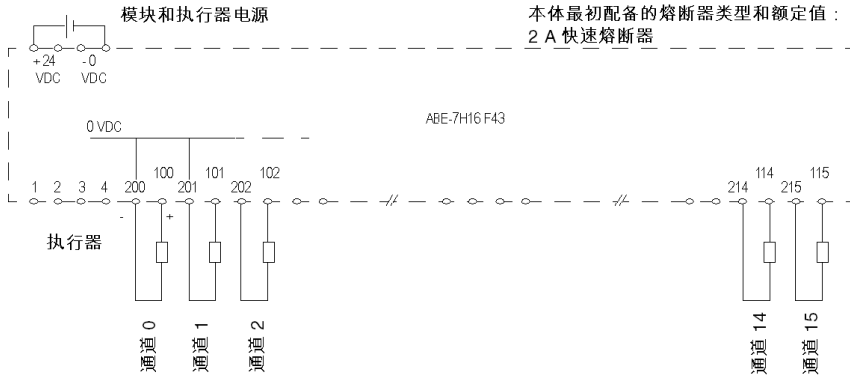 模块和执行器电源
本体最初配备的熔断器类型和额定值：
2 A 快速熔断器
+24 VDC
-0 VDC
ABE-7H16 F43
0 VDC
1 2 3 4 200 100 201 101 202 102 214 114 215 115
- +
执行器
通道 0
通道 1
通道 2
通道 14
通道 15